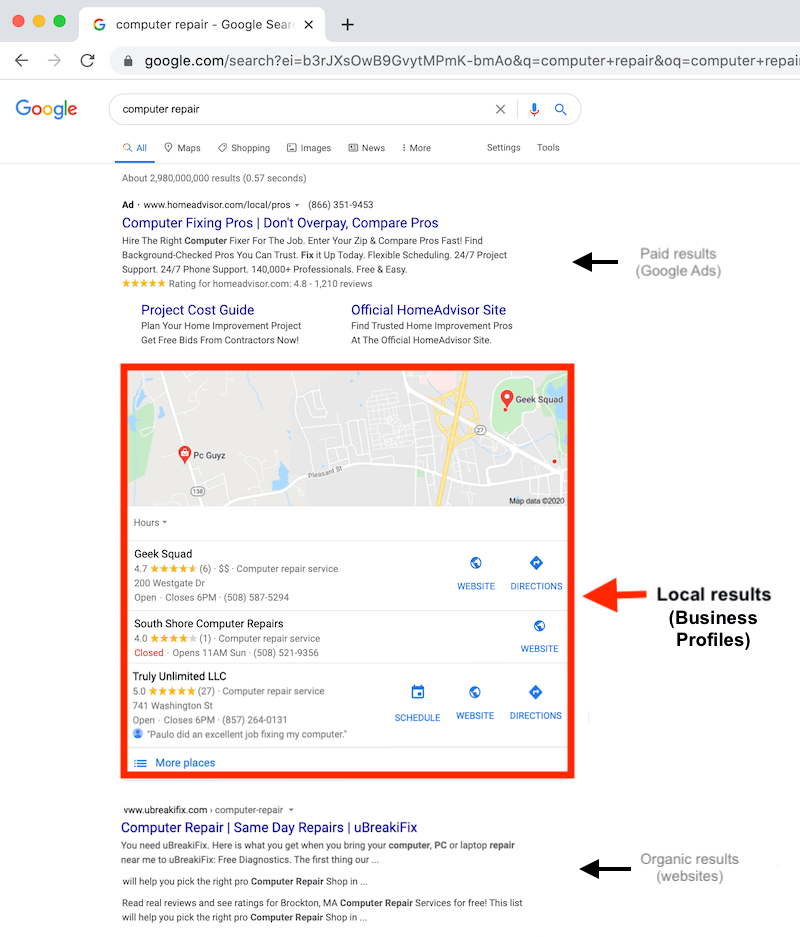 computer repair - Google Sear
google.com/search?ei=b3rJXsOwB9GvytMPmK-bmAo&q=computer+repair&oq=computer+repai
Google
computer repair
All Maps Shopping Images News More Settings Tools
About 2,980,000,000 results (0.57 seconds)
Ad · www.homeadvisor.com/local/pros (866) 351-9453
Computer Fixing Pros | Don't Overpay, Compare Pros
Hire The Right Computer Fixer For The Job. Enter Your Zip & Compare Pros Fast! Find
Background-Checked Pros You Can Trust. Fix it Up Today. Flexible Scheduling. 24/7 Project
Support. 24/7 Phone Support. 140,000+ Professionals. Free & Easy.
Rating for homeadvisor.com: 4.8 - 1,210 reviews
Paid results
(Google Ads)
Project Cost Guide
Plan Your Home Improvement Project
Get Free Bids From Contractors Now!
Official HomeAdvisor Site
Find Trusted Home Improvement Pros
At The Official HomeAdvisor Site.
Geek Squad
27
Pc Guyz
Pleasant St
138
Map data ©2020
Hours
Geek Squad
4.7 ★★★★★ (6) · $$ · Computer repair service
200 Westgate Dr
Open · Closes 6PM · (508) 587-5294
WEBSITE DIRECTIONS
Local results
(Business
Profiles)
South Shore Computer Repairs
4.0 ★★★★★ (1) · Computer repair service
Closed · Opens 11AM Sun · (508) 521-9356
WEBSITE
Truly Unlimited LLC
5.0 ★★★★★ (27) · Computer repair service
741 Washington St
Open · Closes 6PM · (857) 264-0131
"Paulo did an excellent job fixing my computer."
SCHEDULE WEBSITE DIRECTIONS
More places
www.ubreakifix.com › computer-repair
Computer Repair | Same Day Repairs | uBreakiFix
You need uBreakiFix. Here is what you get when you bring your computer, PC or laptop repair
near me to uBreakiFix: Free Diagnostics. The first thing our ...
will help you pick the right pro Computer Repair Shop in ...
Read real reviews and see ratings for Brockton, MA Computer Repair Services for free! This list
will help you pick the right pro Computer Repair Shop in ...
Organic results
(websites)